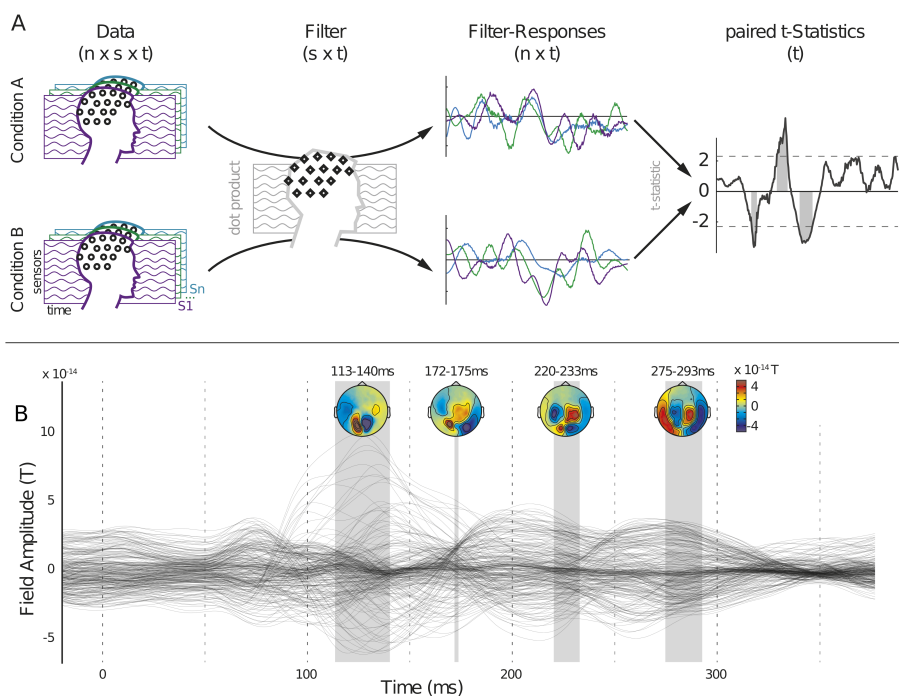 A
Data
(n x s x t)
Filter
(s x t)
Filter-Responses
(n x t)
paired t-Statistics
(t)
Condition A
Condition B
sensors
time
Sn
...
S1
dot product
t-statistic
2
0
-2
B
x 10-14
113-140ms
172-175ms
220-233ms
275-293ms
x 10-14 T
4
0
-4
10
5
0
-5
Field Amplitude (T)
0
100
200
300
Time (ms)